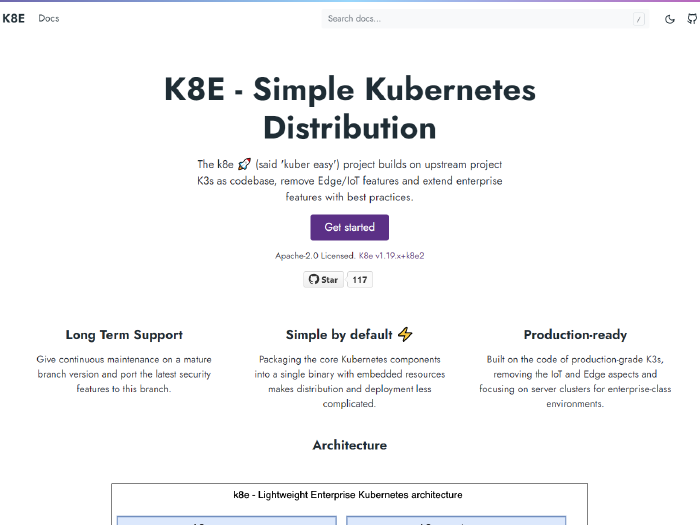 K8E Docs Search docs... /
K8E - Simple Kubernetes
Distribution
The k8e 🚀 (said 'kuber easy') project builds on upstream project
K3s as codebase, remove Edge/IoT features and extend enterprise
features with best practices.
Get started
Apache-2.0 Licensed. K8e v1.19.x+k8e2
Star 117
Long Term Support
Give continuous maintenance on a mature
branch version and port the latest security
features to this branch.
Simple by default ⚡
Packaging the core Kubernetes components
into a single binary with embedded resources
makes distribution and deployment less
complicated.
Production-ready
Built on the code of production-grade K3s,
removing the IoT and Edge aspects and
focusing on server clusters for enterprise-class
environments.
Architecture
k8e - Lightweight Enterprise Kubernetes architecture